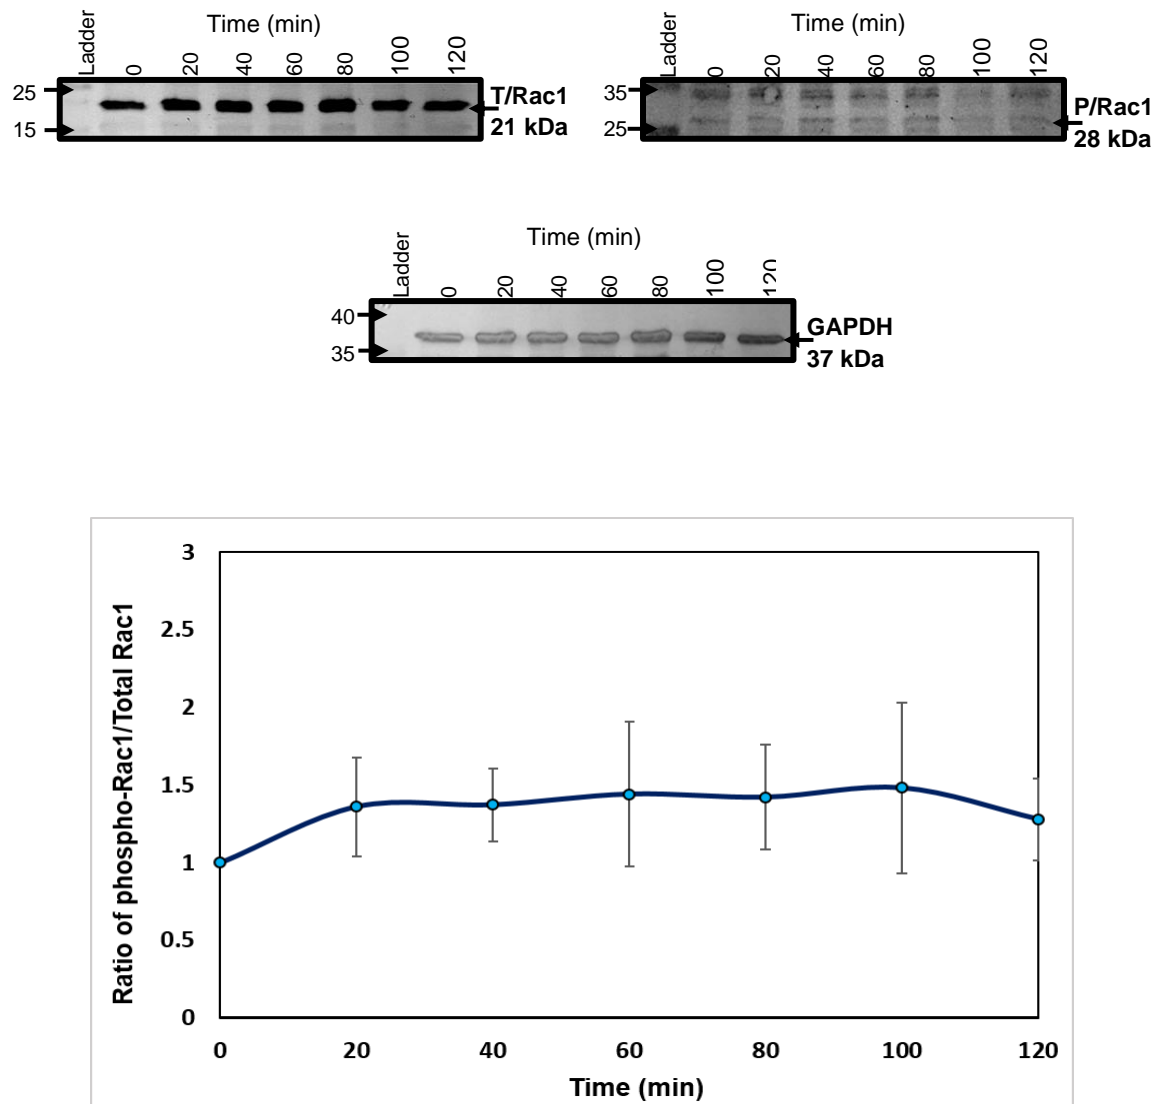 Time (min)
Ladder 0 20 40 60 80 100 120
25
15
T/Rac1
21 kDa
Time (min)
Ladder 0 20 40 60 80 100 120
35
25
P/Rac1
28 kDa
Time (min)
Ladder 0 20 40 60 80 100 120
40
35
GAPDH
37 kDa
Ratio of phospho-Rac1/Total Rac1
3
2.5
2
1.5
1
0.5
0
0 20 40 60 80 100 120
Time (min)